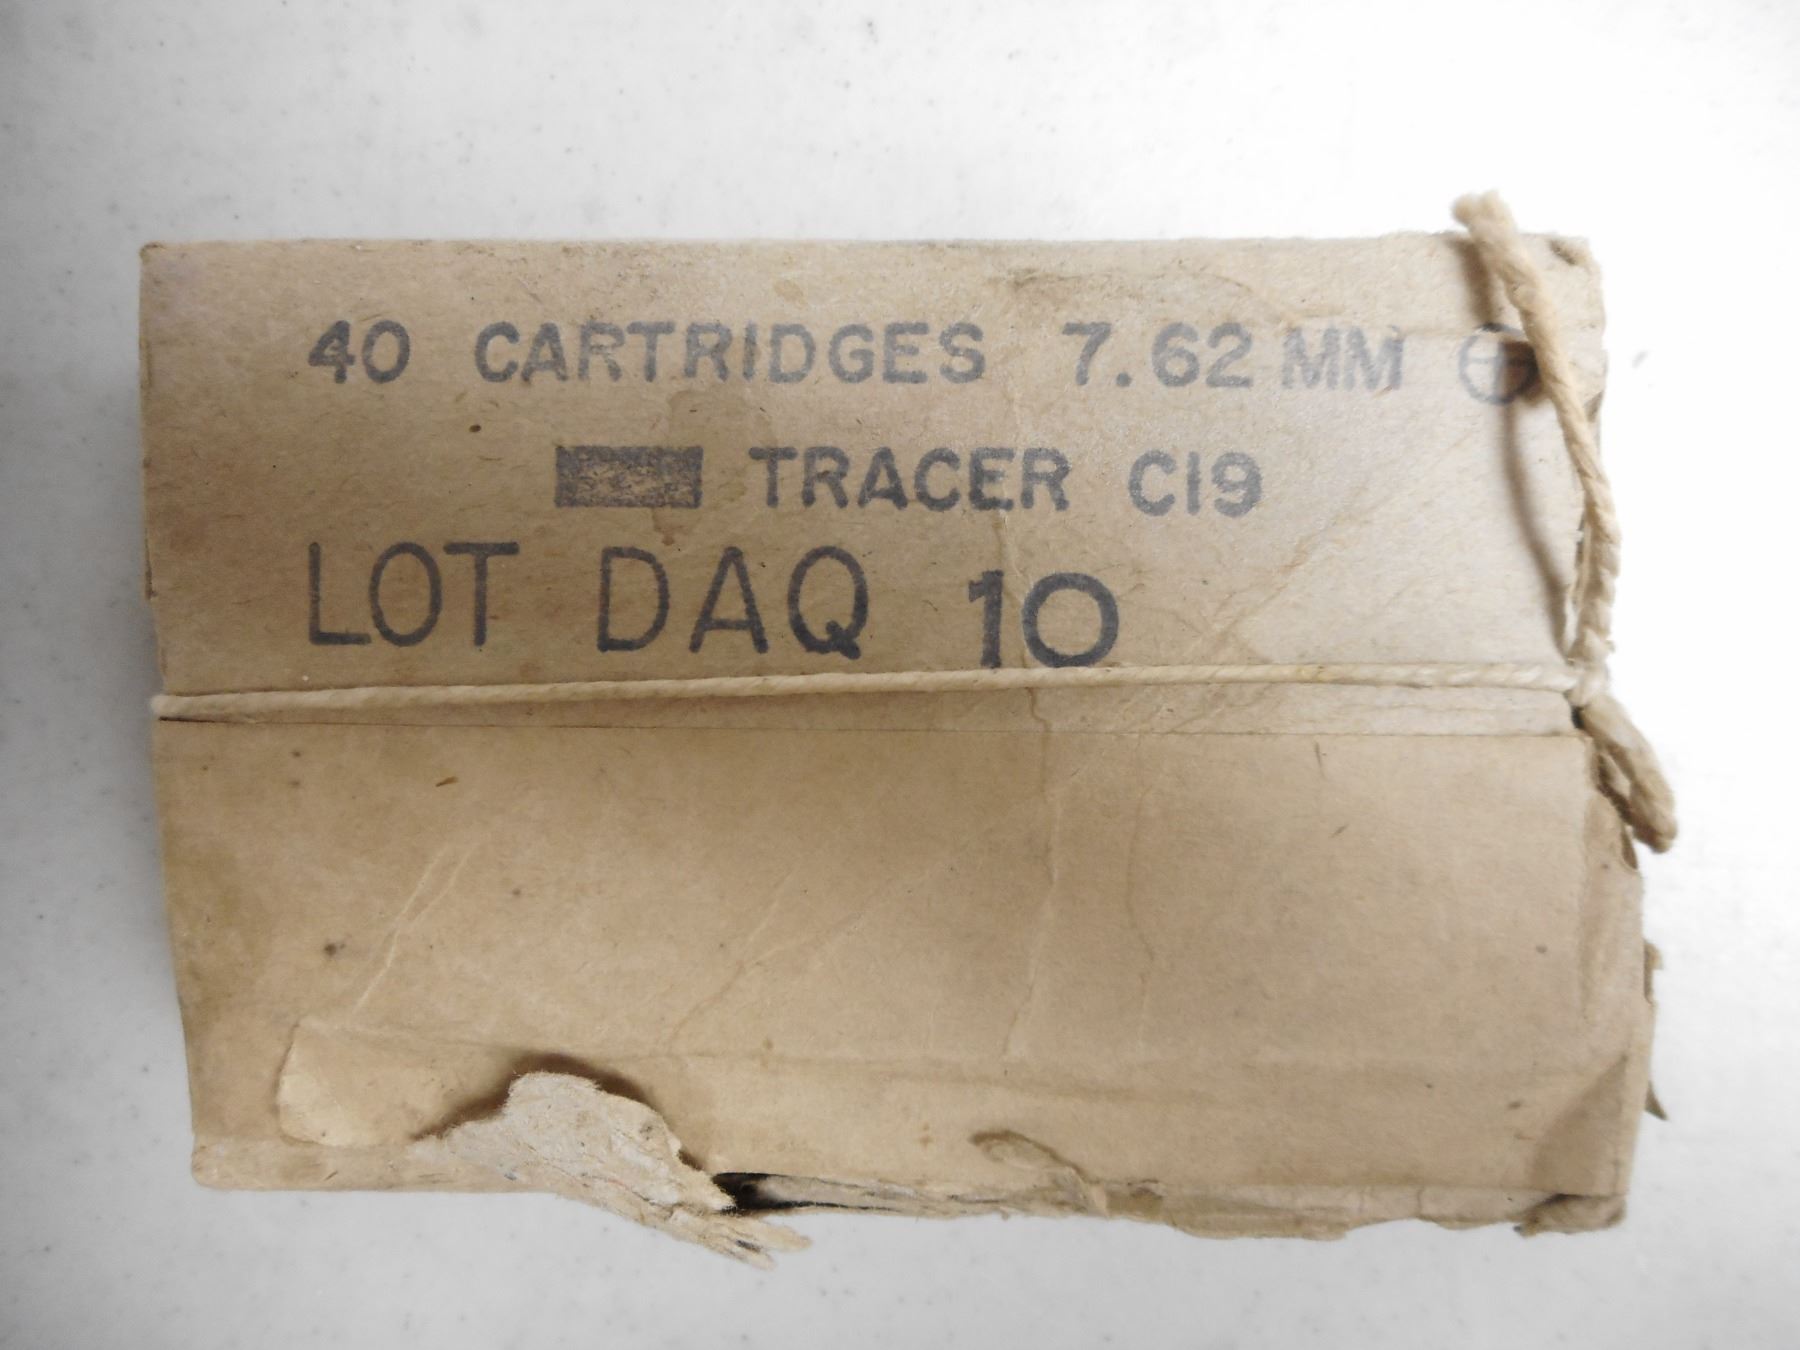 40 CARTRIDGES 7.62 MM
TRACER C19
LOT DAQ 10